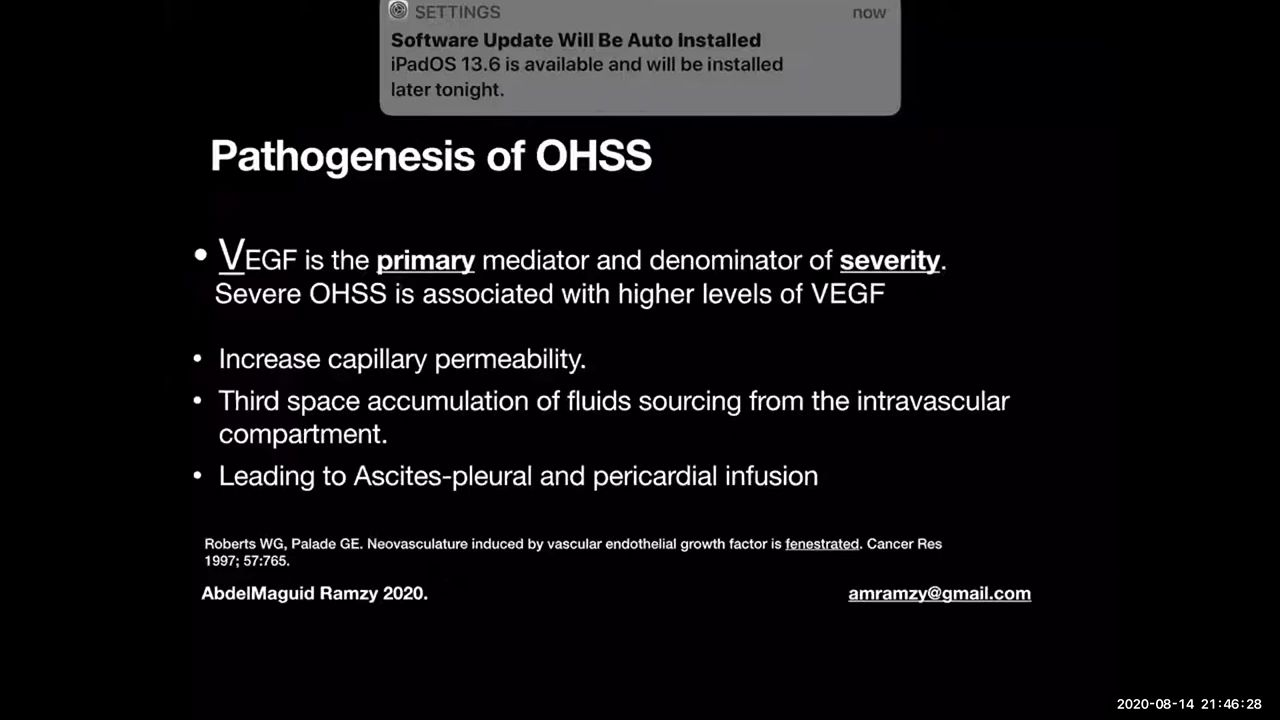 SETTINGS now
Software Update Will Be Auto Installed
iPadOS 13.6 is available and will be installed
later tonight.
Pathogenesis of OHSS
• VEGF is the primary mediator and denominator of severity.
Severe OHSS is associated with higher levels of VEGF
• Increase capillary permeability.
• Third space accumulation of fluids sourcing from the intravascular
compartment.
• Leading to Ascites-pleural and pericardial infusion
Roberts WG, Palade GE. Neovasculature induced by vascular endothelial growth factor is fenestrated. Cancer Res
1997; 57:765.
AbdelMaguid Ramzy 2020. amramzy@gmail.com
2020-08-14 21:46:28